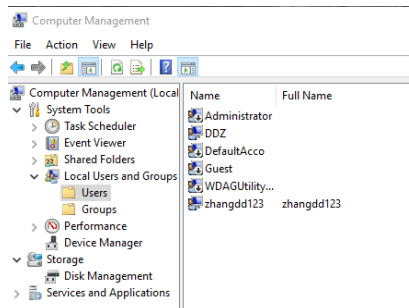 Computer Management
File Action View Help
Computer Management (Local
System Tools
Task Scheduler
Event Viewer
Shared Folders
Local Users and Groups
Users
Groups
Performance
Device Manager
Storage
Disk Management
Services and Applications
Name Full Name
Administrator
DDZ
DefaultAcco
Guest
WDAGUtility...
zhangdd123 zhangdd123